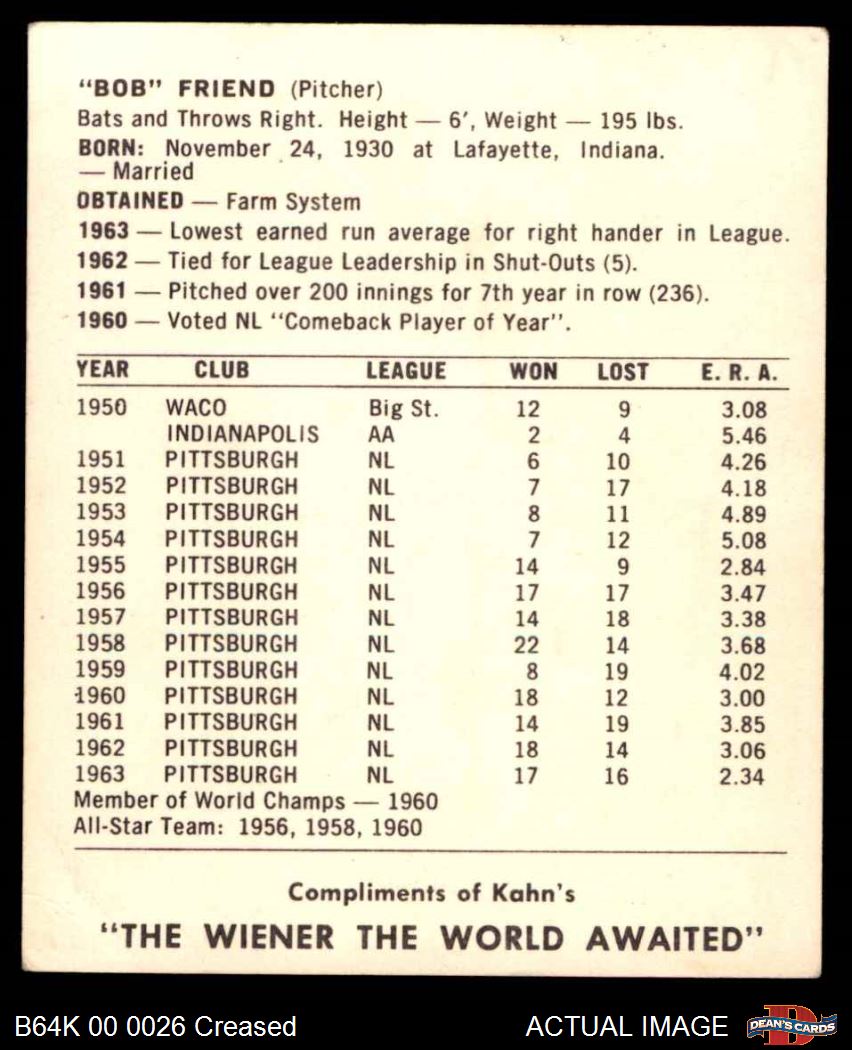 “BOB” FRIEND (Pitcher)
Bats and Throws Right. Height — 6′, Weight — 195 lbs.
BORN: November 24, 1930 at Lafayette, Indiana.
— Married
OBTAINED — Farm System
1963 — Lowest earned run average for right hander in League.
1962 — Tied for League Leadership in Shut-Outs (5).
1961 — Pitched over 200 innings for 7th year in row (236).
1960 — Voted NL “Comeback Player of Year”.
YEAR CLUB LEAGUE WON LOST E. R. A.
1950 WACO Big St. 12 9 3.08
INDIANAPOLIS AA 2 4 5.46
1951 PITTSBURGH NL 6 10 4.26
1952 PITTSBURGH NL 7 17 4.18
1953 PITTSBURGH NL 8 11 4.89
1954 PITTSBURGH NL 7 12 5.08
1955 PITTSBURGH NL 14 9 2.84
1956 PITTSBURGH NL 17 17 3.47
1957 PITTSBURGH NL 14 18 3.38
1958 PITTSBURGH NL 22 14 3.68
1959 PITTSBURGH NL 8 19 4.02
1960 PITTSBURGH NL 18 12 3.00
1961 PITTSBURGH NL 14 19 3.85
1962 PITTSBURGH NL 18 14 3.06
1963 PITTSBURGH NL 17 16 2.34
Member of World Champs — 1960
All-Star Team: 1956, 1958, 1960
Compliments of Kahn's
“THE WIENER THE WORLD AWAITED”
B64K 00 0026 Creased ACTUAL IMAGE DEAN'S CARDS